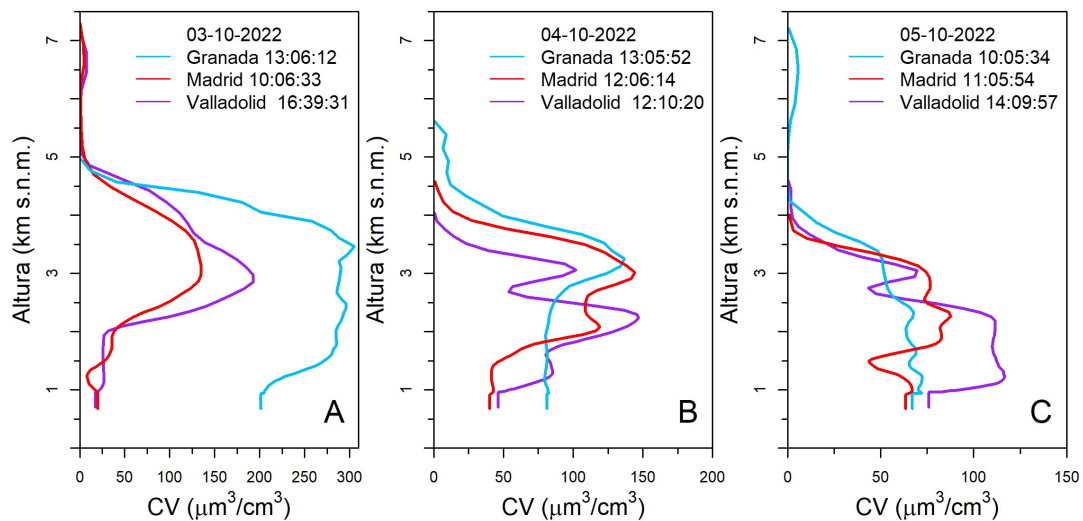 03-10-2022
Granada 13:06:12
Madrid 10:06:33
Valladolid 16:39:31
Altura (km s.n.m.)
7
5
3
1
A
0 50 100 150 200 250 300
CV (μm³/cm³)
04-10-2022
Granada 13:05:52
Madrid 12:06:14
Valladolid 12:10:20
Altura (km s.n.m.)
7
5
3
1
B
0 50 100 150 200
CV (μm³/cm³)
05-10-2022
Granada 10:05:34
Madrid 11:05:54
Valladolid 14:09:57
Altura (km s.n.m.)
7
5
3
1
C
0 50 100 150
CV (μm³/cm³)